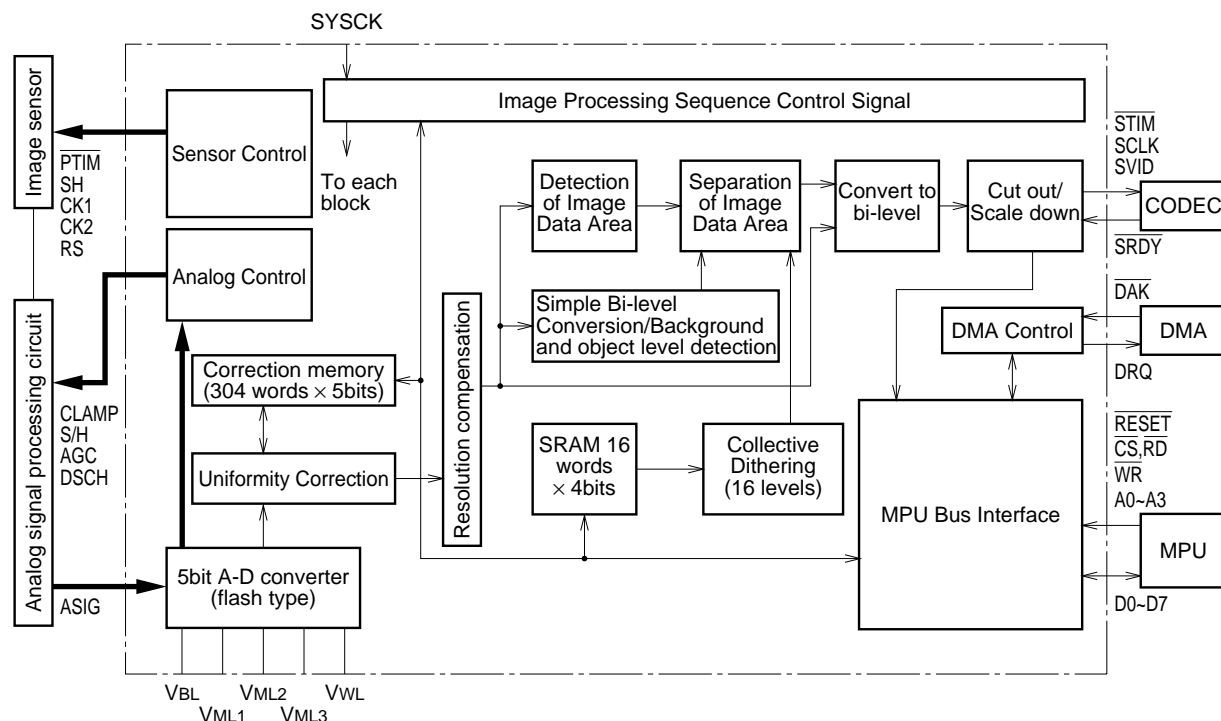 SYSCK
Image sensor
Image Processing Sequence Control Signal
Sensor Control
PTIM
SH
CK1
CK2
RS
To each
block
Detection
of Image
Data Area
Separation
of Image
Data Area
Convert to
bi-level
Cut out/
Scale down
STIM
SCLK
SVID
CODEC
SRDY
Analog Control
Analog signal processing circuit
Resolution compensation
Simple Bi-level
Conversion/Background
and object level detection
DMA Control
DAK
DMA
DRQ
Correction memory
(304 words × 5bits)
CLAMP
S/H
AGC
DSCH
Uniformity Correction
SRAM 16
words
× 4bits
Collective
Dithering
(16 levels)
MPU Bus Interface
RESET
CS,RD
WR
A0~A3
MPU
D0~D7
5bit A-D converter
(flash type)
ASIG
VBL
VML1
VML2
VML3
VWL